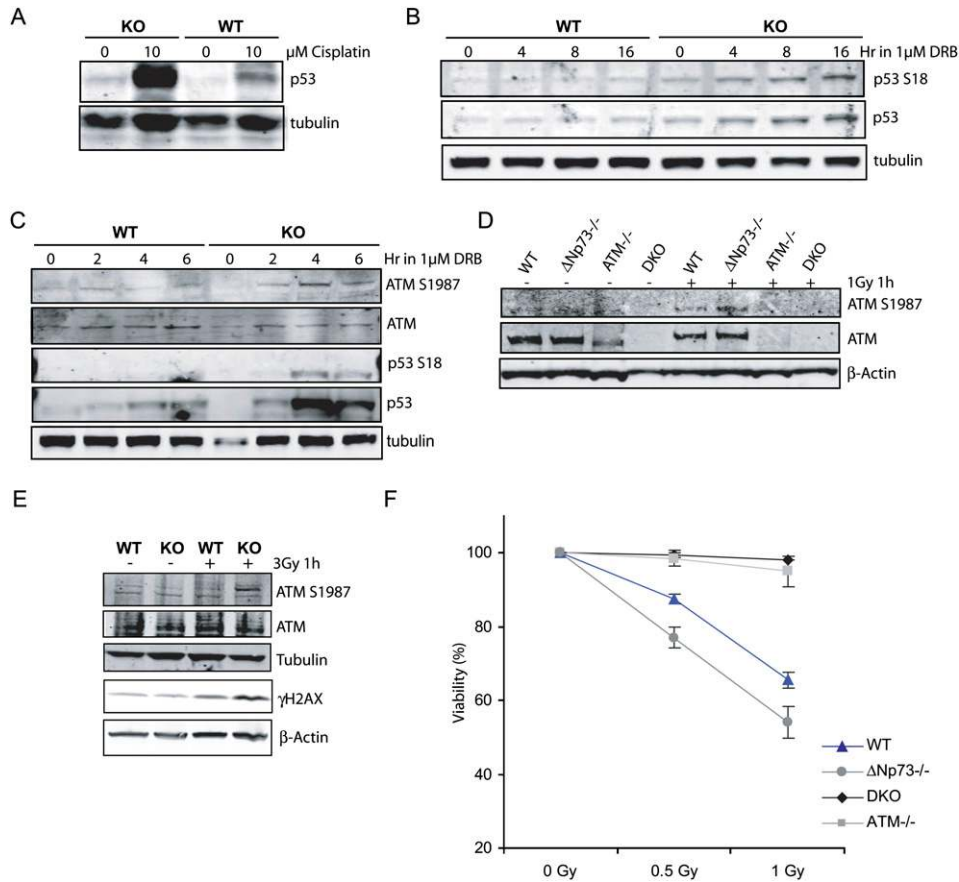 A
KO WT
0 10 0 10 μM Cisplatin
p53
tubulin
B
WT KO
0 4 8 16 0 4 8 16 Hr in 1μM DRB
p53 S18
p53
tubulin
C
WT KO
0 2 4 6 0 2 4 6 Hr in 1μM DRB
ATM S1987
ATM
p53 S18
p53
tubulin
D
WT ΔNp73-/- ATM-/- DKO WT ΔNp73-/- ATM-/- DKO
- - - - + + + + 1Gy 1h
ATM S1987
ATM
β-Actin
E
WT KO WT KO
- - + + 3Gy 1h
ATM S1987
ATM
Tubulin
γH2AX
β-Actin
F
Viability (%)
100
80
60
40
20
0 Gy 0.5 Gy 1 Gy
WT
ΔNp73-/-
DKO
ATM-/-